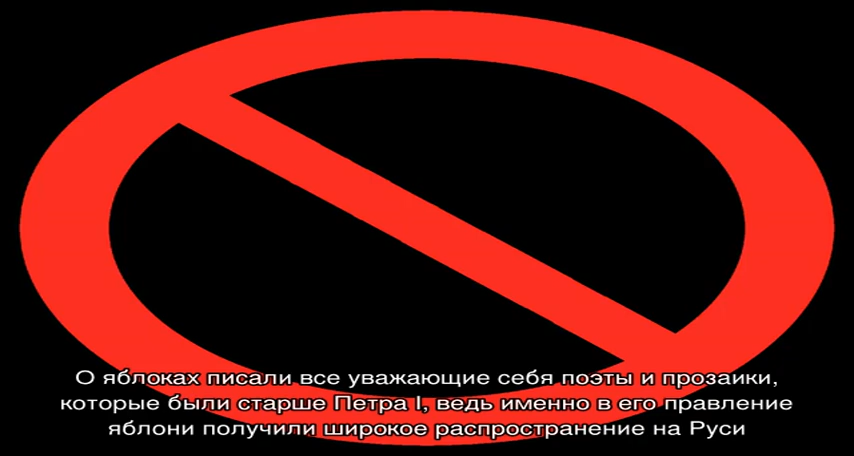 О яблоках писали все уважающие себя поэты и прозаики,
которые были старше Петра I, ведь именно в его правление
яблони получили широкое распространение на Руси